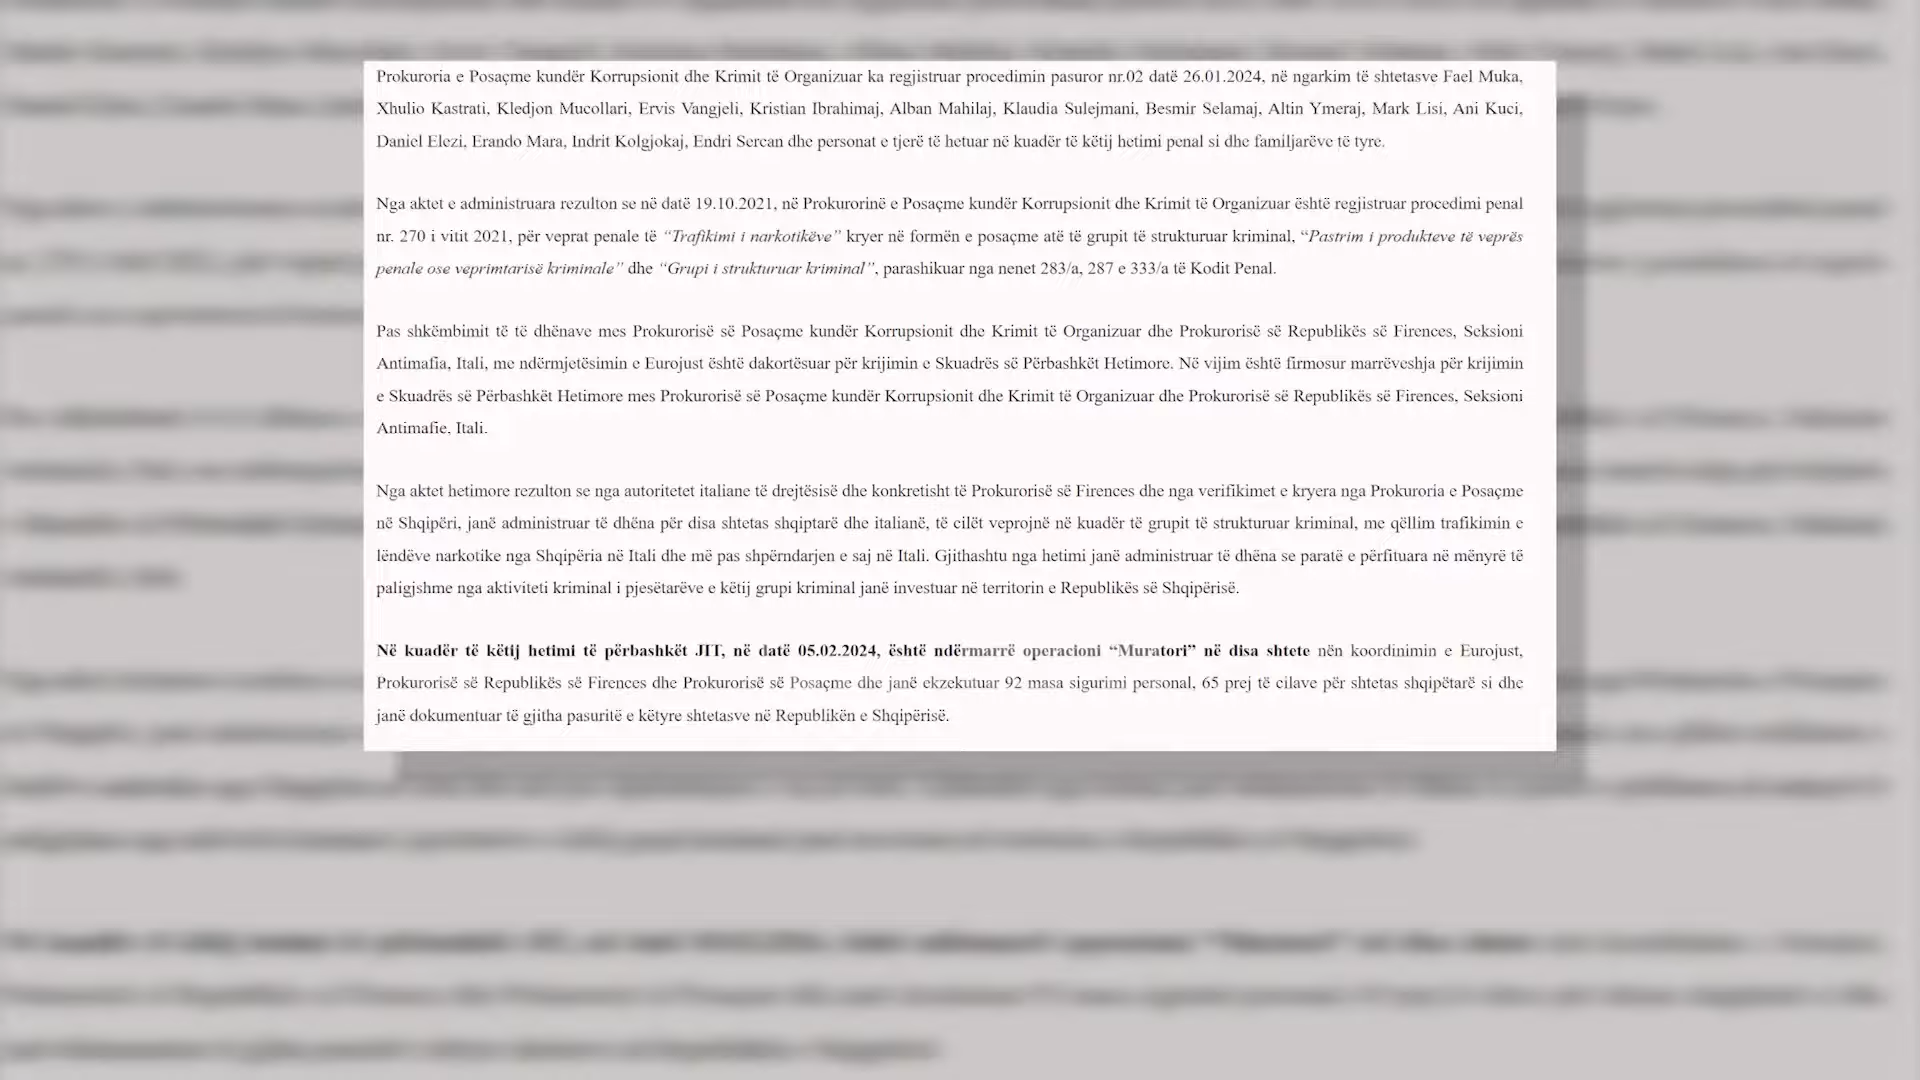 Prokuroria e Posaçme kundër Korrupsionit dhe Krimit të Organizuar ka regjistruar procedimin pasuror nr.02 datë 26.01.2024, në ngarkim të shtetasve Fael Muka,
Xhulio Kastrati, Kledjon Mucollari, Ervis Vangjeli, Kristian Ibrahimaj, Alban Mahilaj, Klaudia Sulejmani, Besmir Selamaj, Altin Ymeraj, Mark Lisi, Ani Kuci,
Daniel Elezi, Erando Mara, Indrit Kolgjokaj, Endri Sercan dhe personat e tjerë të hetuar në kuadër të këtij hetimi penal si dhe familjarëve të tyre.
Nga aktet e administruara rezulton se në datë 19.10.2021, në Prokurorinë e Posaçme kundër Korrupsionit dhe Krimit të Organizuar është regjistruar procedimi penal
nr. 270 i vitit 2021, për veprat penale të “Trafikimi i narkotikëve” kryer në formën e posaçme atë të grupit të strukturuar kriminal, “Pastrim i produkteve të veprës
penale ose veprimtarisë kriminale” dhe “Grupi i strukturuar kriminal”, parashikuar nga nenet 283/a, 287 e 333/a të Kodit Penal.
Pas shkëmbimit të të dhënave mes Prokurorisë së Posaçme kundër Korrupsionit dhe Krimit të Organizuar dhe Prokurorisë së Republikës së Firences, Seksioni
Antimafia, Itali, me ndërmjetësimin e Eurojust është dakortësuar për krijimin e Skuadrës së Përbashkët Hetimore. Në vijim është firmosur marrëveshja për krijimin
e Skuadrës së Përbashkët Hetimore mes Prokurorisë së Posaçme kundër Korrupsionit dhe Krimit të Organizuar dhe Prokurorisë së Republikës së Firences, Seksioni
Antimafie, Itali.
Nga aktet hetimore rezulton se nga autoritetet italiane të drejtësisë dhe konkretisht të Prokurorisë së Firences dhe nga verifikimet e kryera nga Prokuroria e Posaçme
në Shqipëri, janë administruar të dhëna për disa shtetas shqiptarë dhe italianë, të cilët veprojnë në kuadër të grupit të strukturuar kriminal, me qëllim trafikimin e
lëndëve narkotike nga Shqipëria në Itali dhe më pas shpërndarjen e saj në Itali. Gjithashtu nga hetimi janë administruar të dhëna se paratë e përfituara në mënyrë të
paligjshme nga aktiviteti kriminal i pjesëtarëve e këtij grupi kriminal janë investuar në territorin e Republikës së Shqipërisë.
Në kuadër të këtij hetimi të përbashkët JIT, në datë 05.02.2024, është ndërmarrë operacioni “Muratori” në disa shtete nën koordinimin e Eurojust,
Prokurorisë së Republikës së Firences dhe Prokurorisë së Posaçme dhe janë ekzekutuar 92 masa sigurimi personal, 65 prej të cilave për shtetas shqipëtarë si dhe
janë dokumentuar të gjitha pasuritë e këtyre shtetasve në Republikën e Shqipërisë.